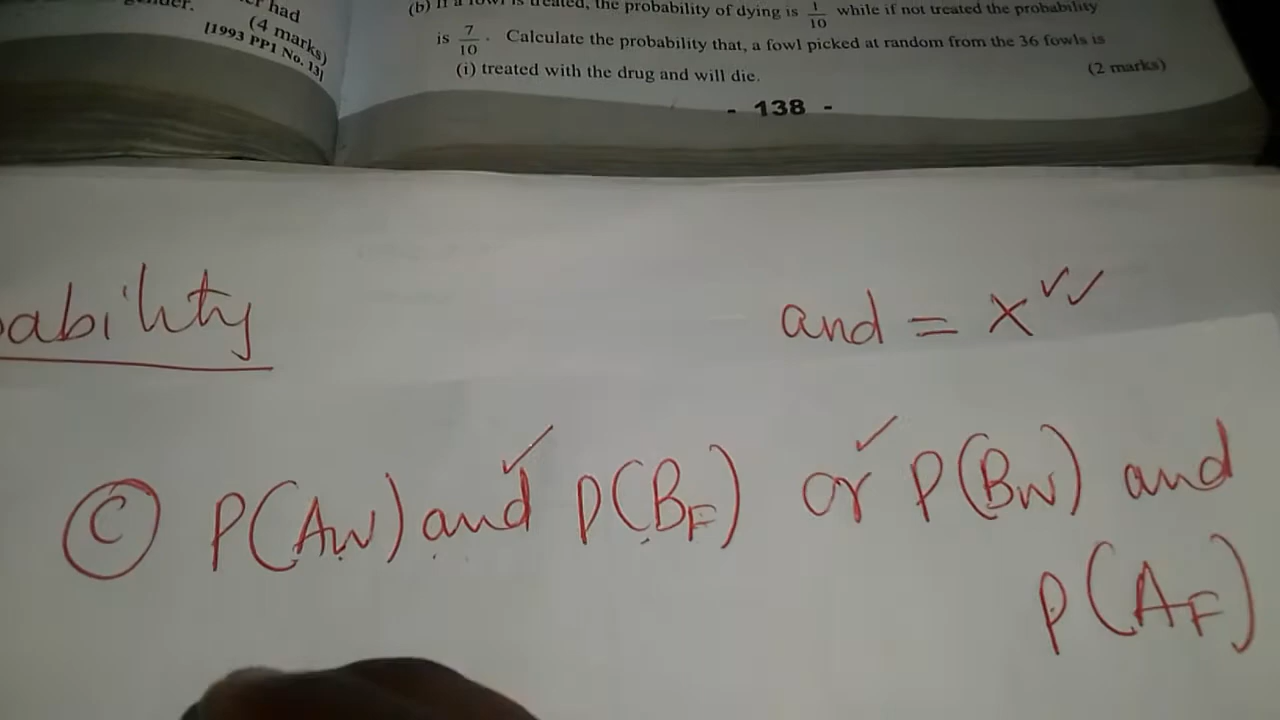 er had
(4 marks)
[1993 PP1 No. 13]
(b) If a fowl is treated, the probability of dying is 1/10 while if not treated the probability
is 7/10. Calculate the probability that, a fowl picked at random from the 36 fowls is
(i) treated with the drug and will die. (2 marks)
- 138 -
ability
and = x ✓✓
(C) P(AW) and ✓ P(BF) or ✓ P(BW) and
P(AF)